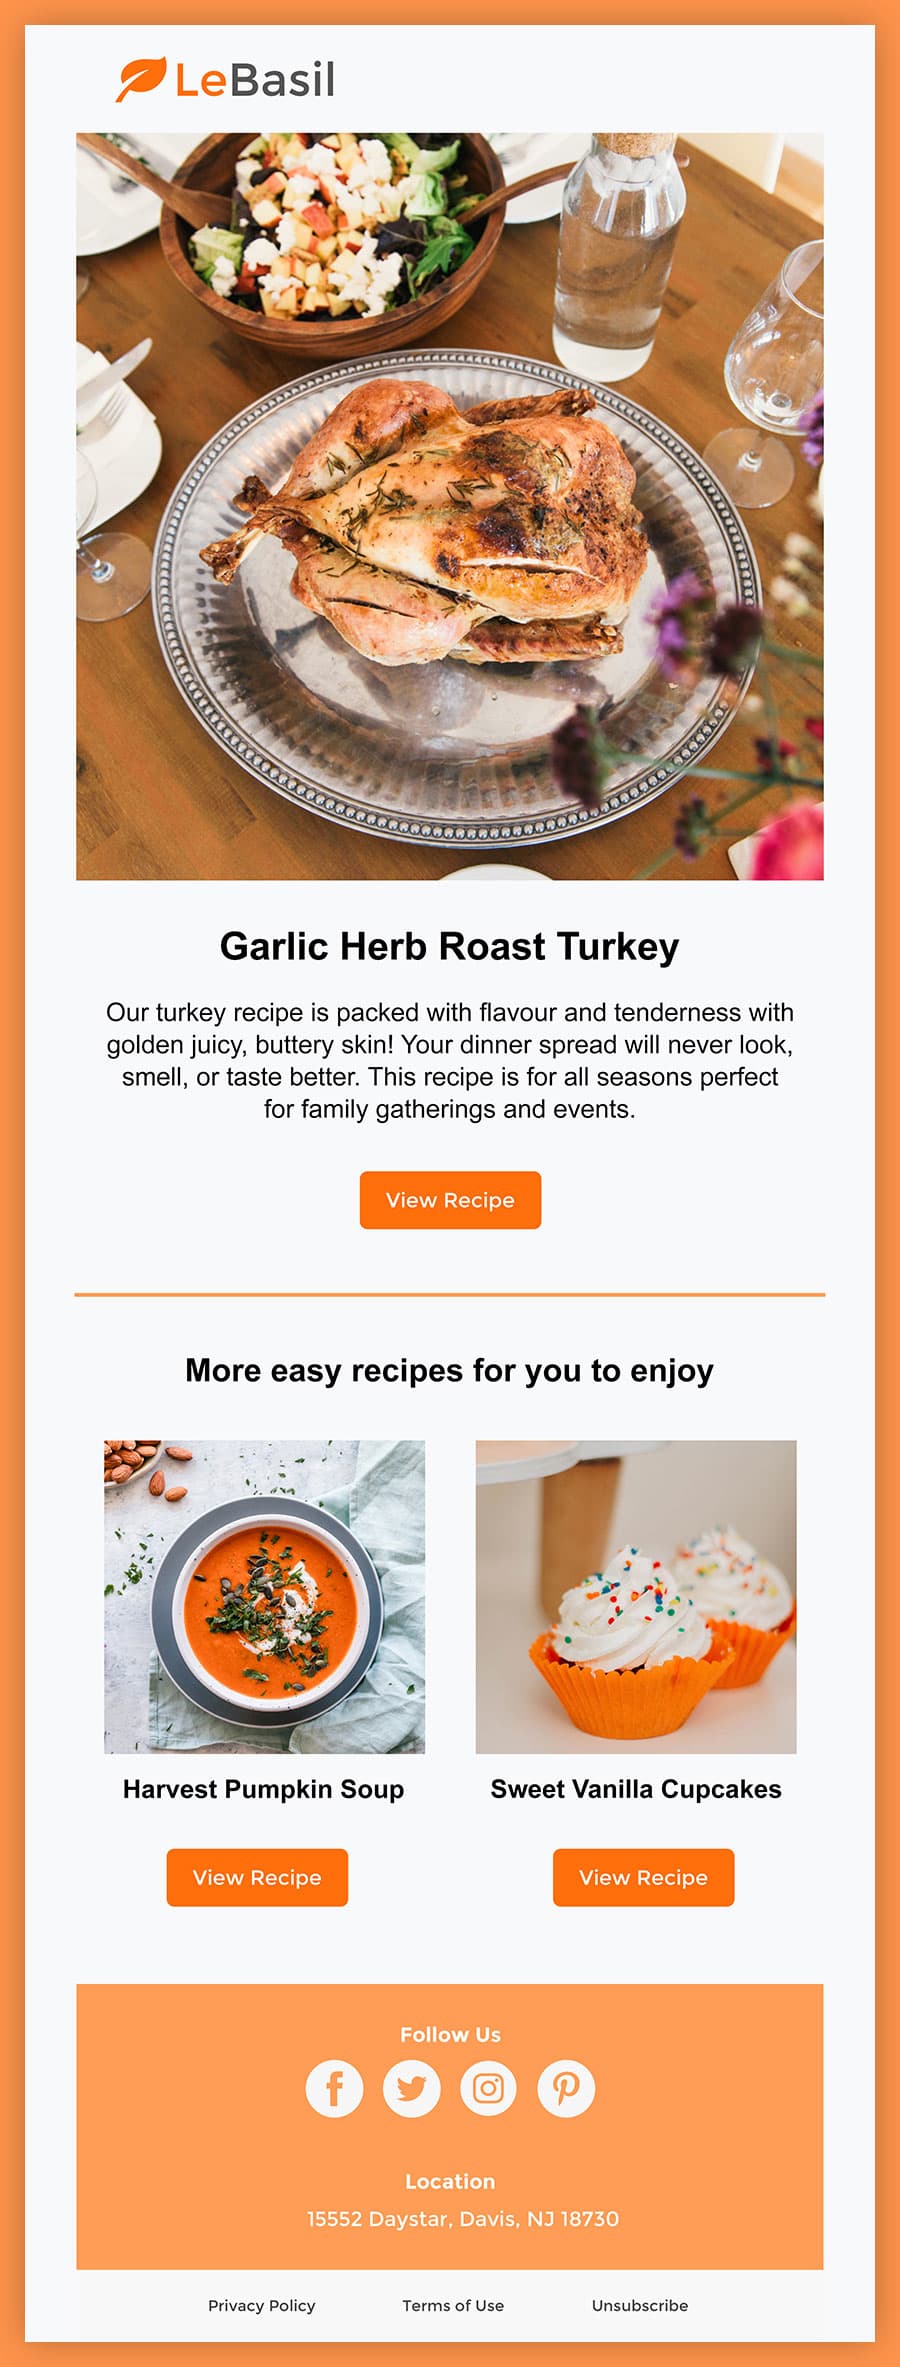 LeBasil
Garlic Herb Roast Turkey
Our turkey recipe is packed with flavour and tenderness with
golden juicy, buttery skin! Your dinner spread will never look,
smell, or taste better. This recipe is for all seasons perfect
for family gatherings and events.
View Recipe
More easy recipes for you to enjoy
Harvest Pumpkin Soup
Sweet Vanilla Cupcakes
View Recipe
View Recipe
Follow Us
Location
15552 Daystar, Davis, NJ 18730
Privacy Policy
Terms of Use
Unsubscribe